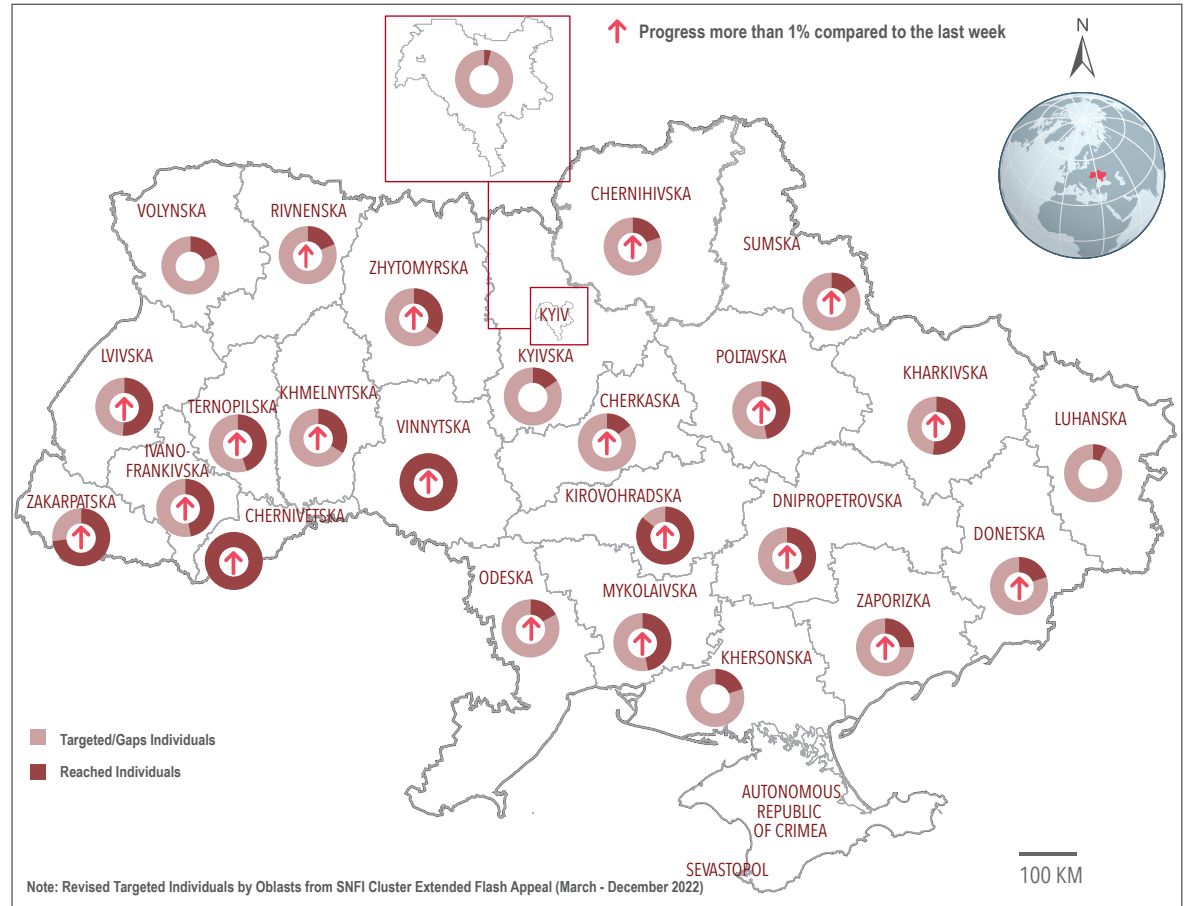 Progress more than 1% compared to the last week
N
CHERNIHIVSKA
VOLYNSKA
RIVNENSKA
SUMSKA
ZHYTOMYRSKA
KYIV
LVIVSKA
KYIVSKA
POLTAVSKA
KHARKIVSKA
KHMELNYTSKA
TERNOPILSKA
CHERKASKA
VINNYTSKA
LUHANSKA
IVANO-
FRANKIVSKA
ZAKARPATSKA
CHERNIVETSKA
KIROVOHRADSKA
DNIPROPETROVSKA
DONETSKA
ODESKA
MYKOLAIVSKA
ZAPORIZKA
KHERSONSKA
Targeted/Gaps Individuals
Reached Individuals
AUTONOMOUS
REPUBLIC
OF CRIMEA
SEVASTOPOL
100 KM
Note: Revised Targeted Individuals by Oblasts from SNFI Cluster Extended Flash Appeal (March - December 2022)